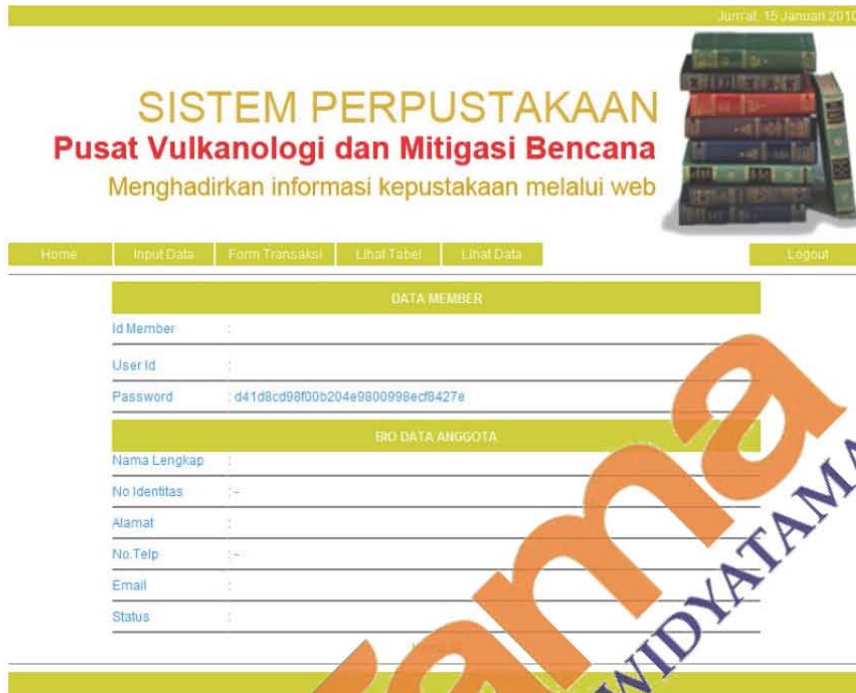 Jum'at, 15 Januari 2010
SISTEM PERPUSTAKAAN
Pusat Vulkanologi dan Mitigasi Bencana
Menghadirkan informasi kepustakaan melalui web
Home Input Data Form Transaksi Lihat Tabel Lihat Data Logout
DATA MEMBER
Id Member :
User Id :
Password : d41d8cd98f00b204e9800998ecf8427e
BIO DATA ANGGOTA
Nama Lengkap :
No Identitas : -
Alamat :
No.Telp : -
Email :
Status :
tama
WIDYATAMA